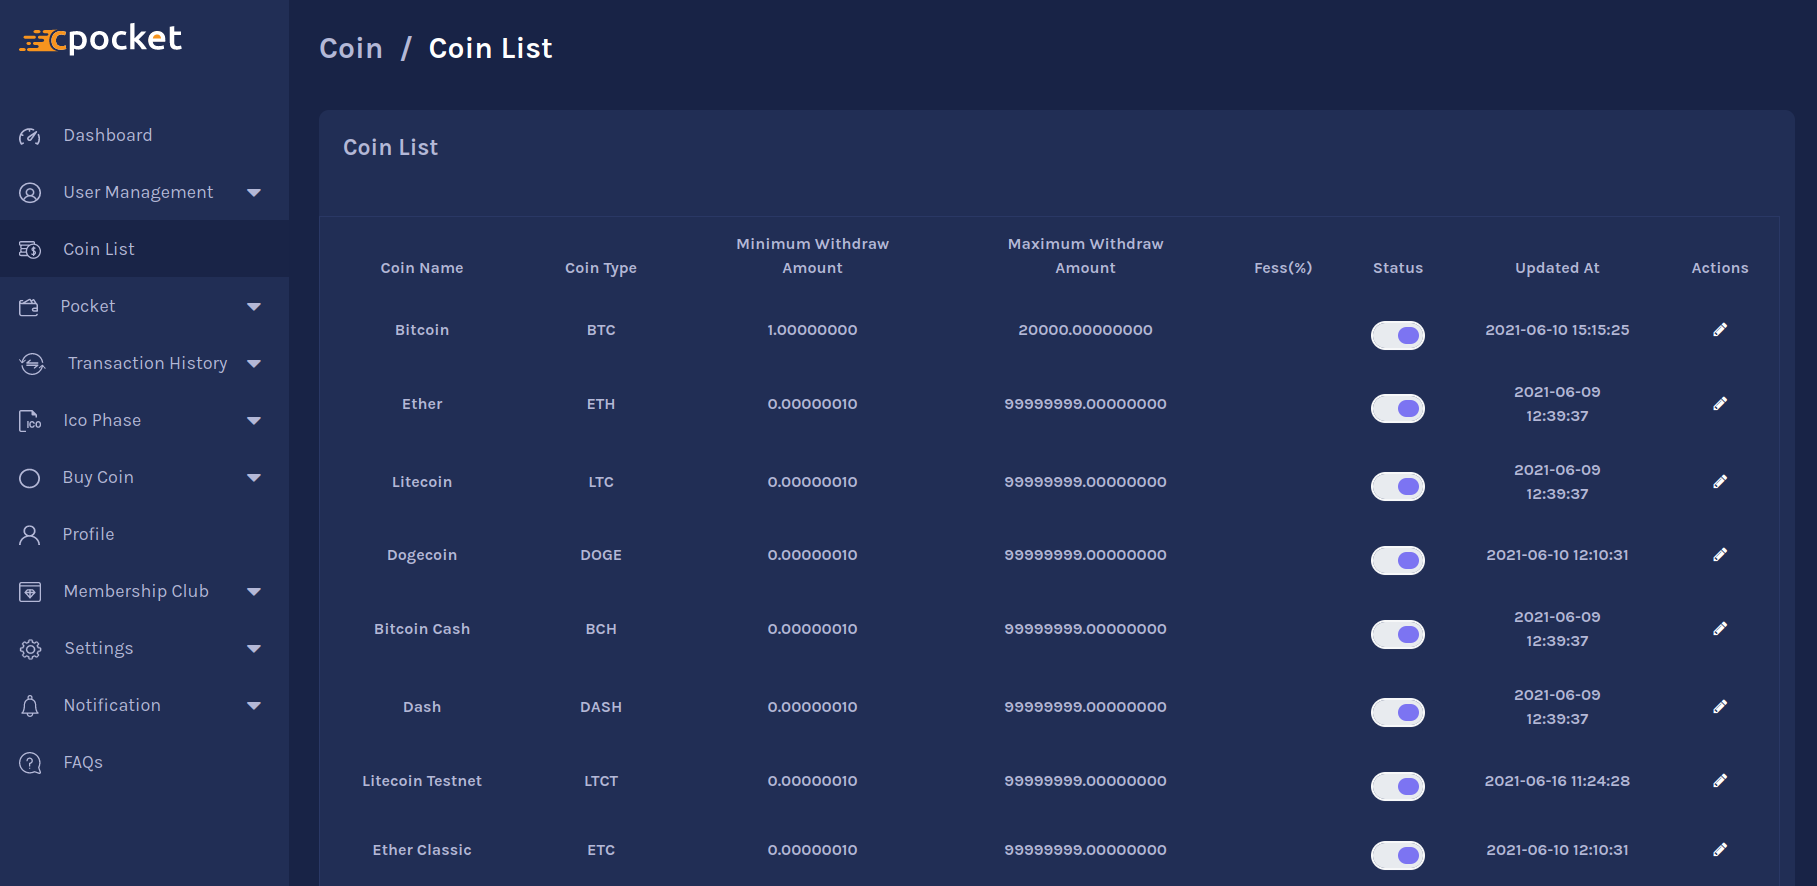 cpocket
Coin / Coin List
Dashboard
User Management
Coin List
Pocket
Transaction History
ICO
Ico Phase
Buy Coin
Profile
Membership Club
Settings
Notification
FAQs
Coin List
Coin Name Coin Type Minimum Withdraw Amount Maximum Withdraw Amount Fess(%) Status Updated At Actions
Bitcoin BTC 1.00000000 20000.00000000 2021-06-10 15:15:25
Ether ETH 0.00000010 99999999.00000000 2021-06-09 12:39:37
Litecoin LTC 0.00000010 99999999.00000000 2021-06-09 12:39:37
Dogecoin DOGE 0.00000010 99999999.00000000 2021-06-10 12:10:31
Bitcoin Cash BCH 0.00000010 99999999.00000000 2021-06-09 12:39:37
Dash DASH 0.00000010 99999999.00000000 2021-06-09 12:39:37
Litecoin Testnet LTCT 0.00000010 99999999.00000000 2021-06-16 11:24:28
Ether Classic ETC 0.00000010 99999999.00000000 2021-06-10 12:10:31